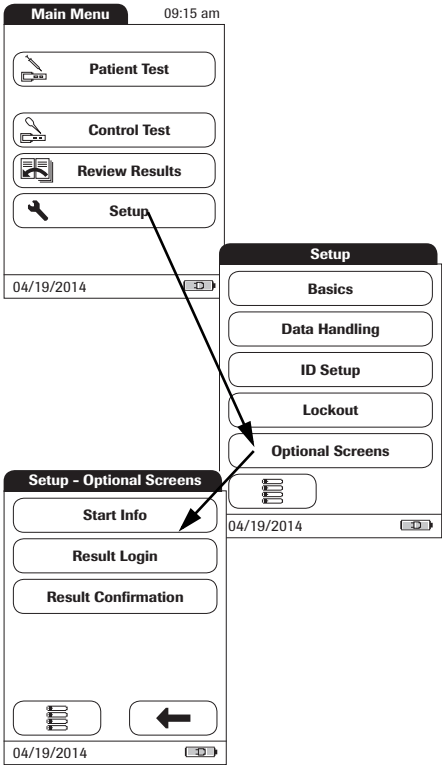 Main Menu 09:15 am
Patient Test
Control Test
Review Results
Setup
04/19/2014
Setup
Basics
Data Handling
ID Setup
Lockout
Optional Screens
04/19/2014
Setup - Optional Screens
Start Info
Result Login
Result Confirmation
04/19/2014